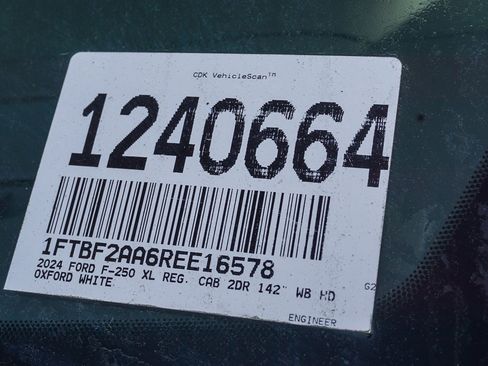 CDK VehicleScan™
1240664
1FTBF2AA6REE16578
2024 FORD F-250 XL REG. CAB 2DR 142" WB HD G2
OXFORD WHITE
ENGINEER